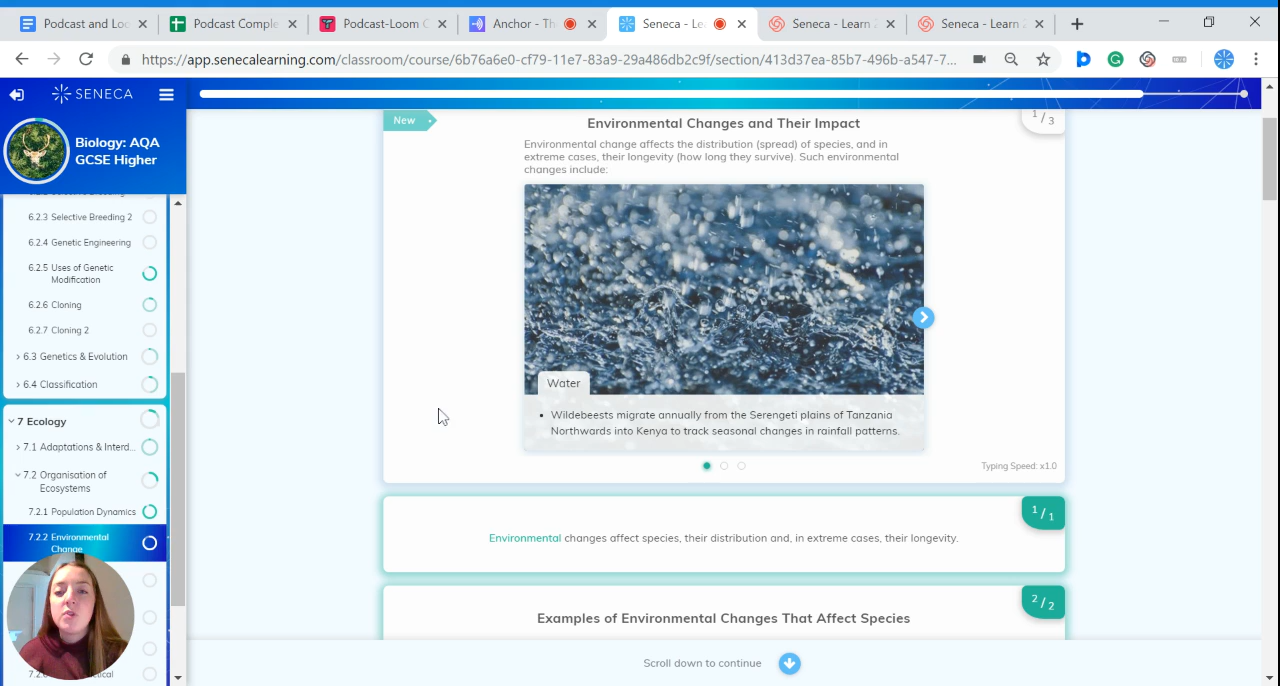 Podcast and Lo
Podcast Comple
Podcast-Loom
Anchor - Th
Seneca - Le
Seneca - Learn
Seneca - Learn
https://app.senecalearning.com/classroom/course/6b76a6e0-cf79-11e7-83a9-29a486db2c9f/section/413d37ea-85b7-496b-a547-7...
SENECA
Biology: AQA
GCSE Higher
6.2.3 Selective Breeding 2
6.2.4 Genetic Engineering
6.2.5 Uses of Genetic
Modification
6.2.6 Cloning
6.2.7 Cloning 2
6.3 Genetics & Evolution
6.4 Classification
7 Ecology
7.1 Adaptations & Interd...
7.2 Organisation of
Ecosystems
7.2.1 Population Dynamics
7.2.2 Environmental
Change
New
Environmental Changes and Their Impact
1 / 3
Environmental change affects the distribution (spread) of species, and in
extreme cases, their longevity (how long they survive). Such environmental
changes include:
Water
• Wildebeests migrate annually from the Serengeti plains of Tanzania
Northwards into Kenya to track seasonal changes in rainfall patterns.
Typing Speed: x1.0
1 / 1
Environmental changes affect species, their distribution and, in extreme cases, their longevity.
2 / 2
Examples of Environmental Changes That Affect Species
Scroll down to continue